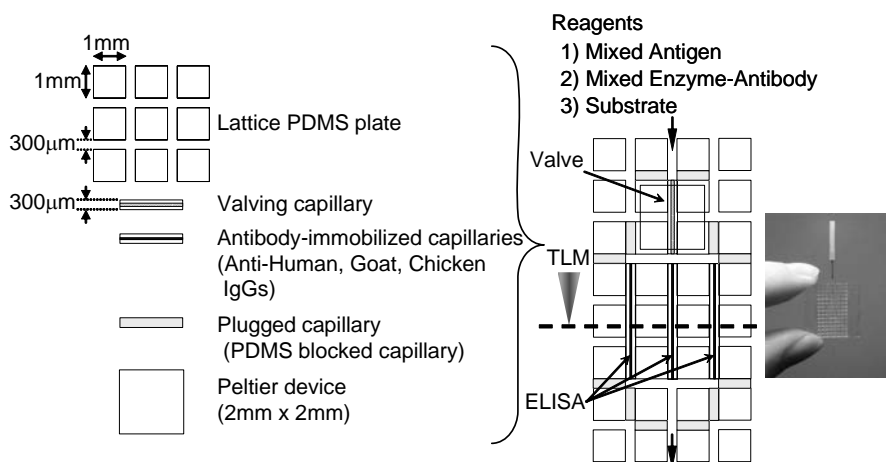 1mm
1mm
300μm
Lattice PDMS plate
300μm
Valving capillary
Antibody-immobilized capillaries
(Anti-Human, Goat, Chicken
IgGs)
Plugged capillary
(PDMS blocked capillary)
Peltier device
(2mm x 2mm)
Reagents
1) Mixed Antigen
2) Mixed Enzyme-Antibody
3) Substrate
Valve
TLM
ELISA